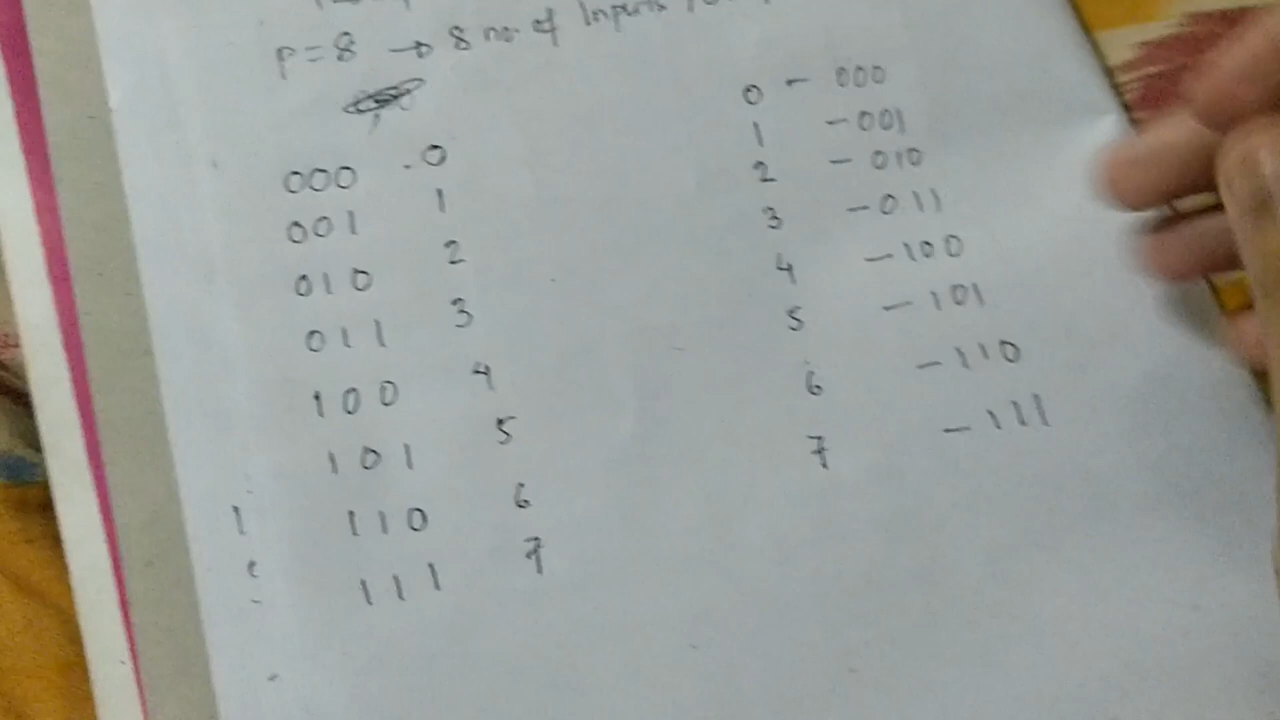 P=8 → 8 no. of Inputs
000 .0
001 1
010 2
011 3
100 4
101 5
1 110 6
111 7
0 - 000
1 - 001
2 - 010
3 - 011
4 - 100
5 - 101
6 - 110
7 - 111